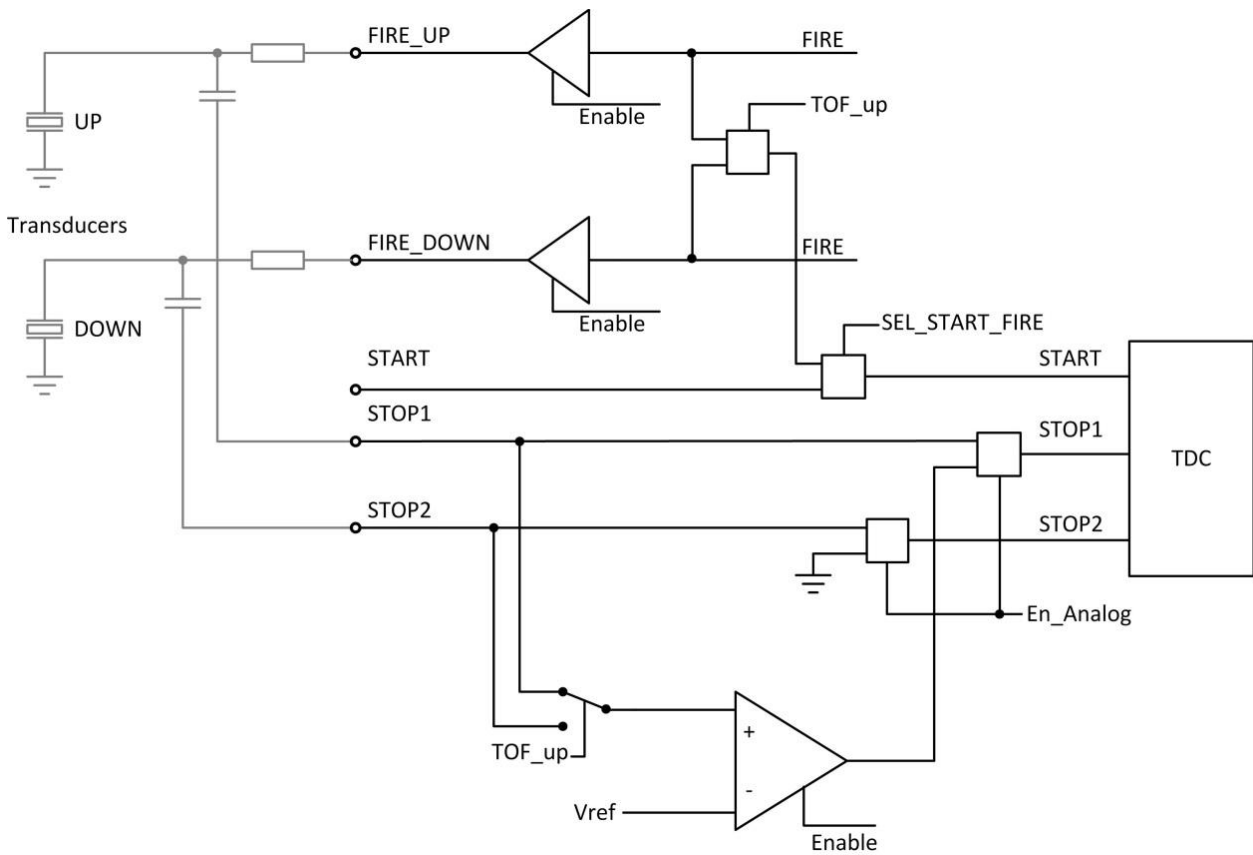 FIRE_UP
FIRE
UP
Enable
TOF_up
Transducers
FIRE_DOWN
FIRE
DOWN
Enable
SEL_START_FIRE
START
START
STOP1
STOP1
TDC
STOP2
STOP2
En_Analog
TOF_up
+
-
Vref
Enable